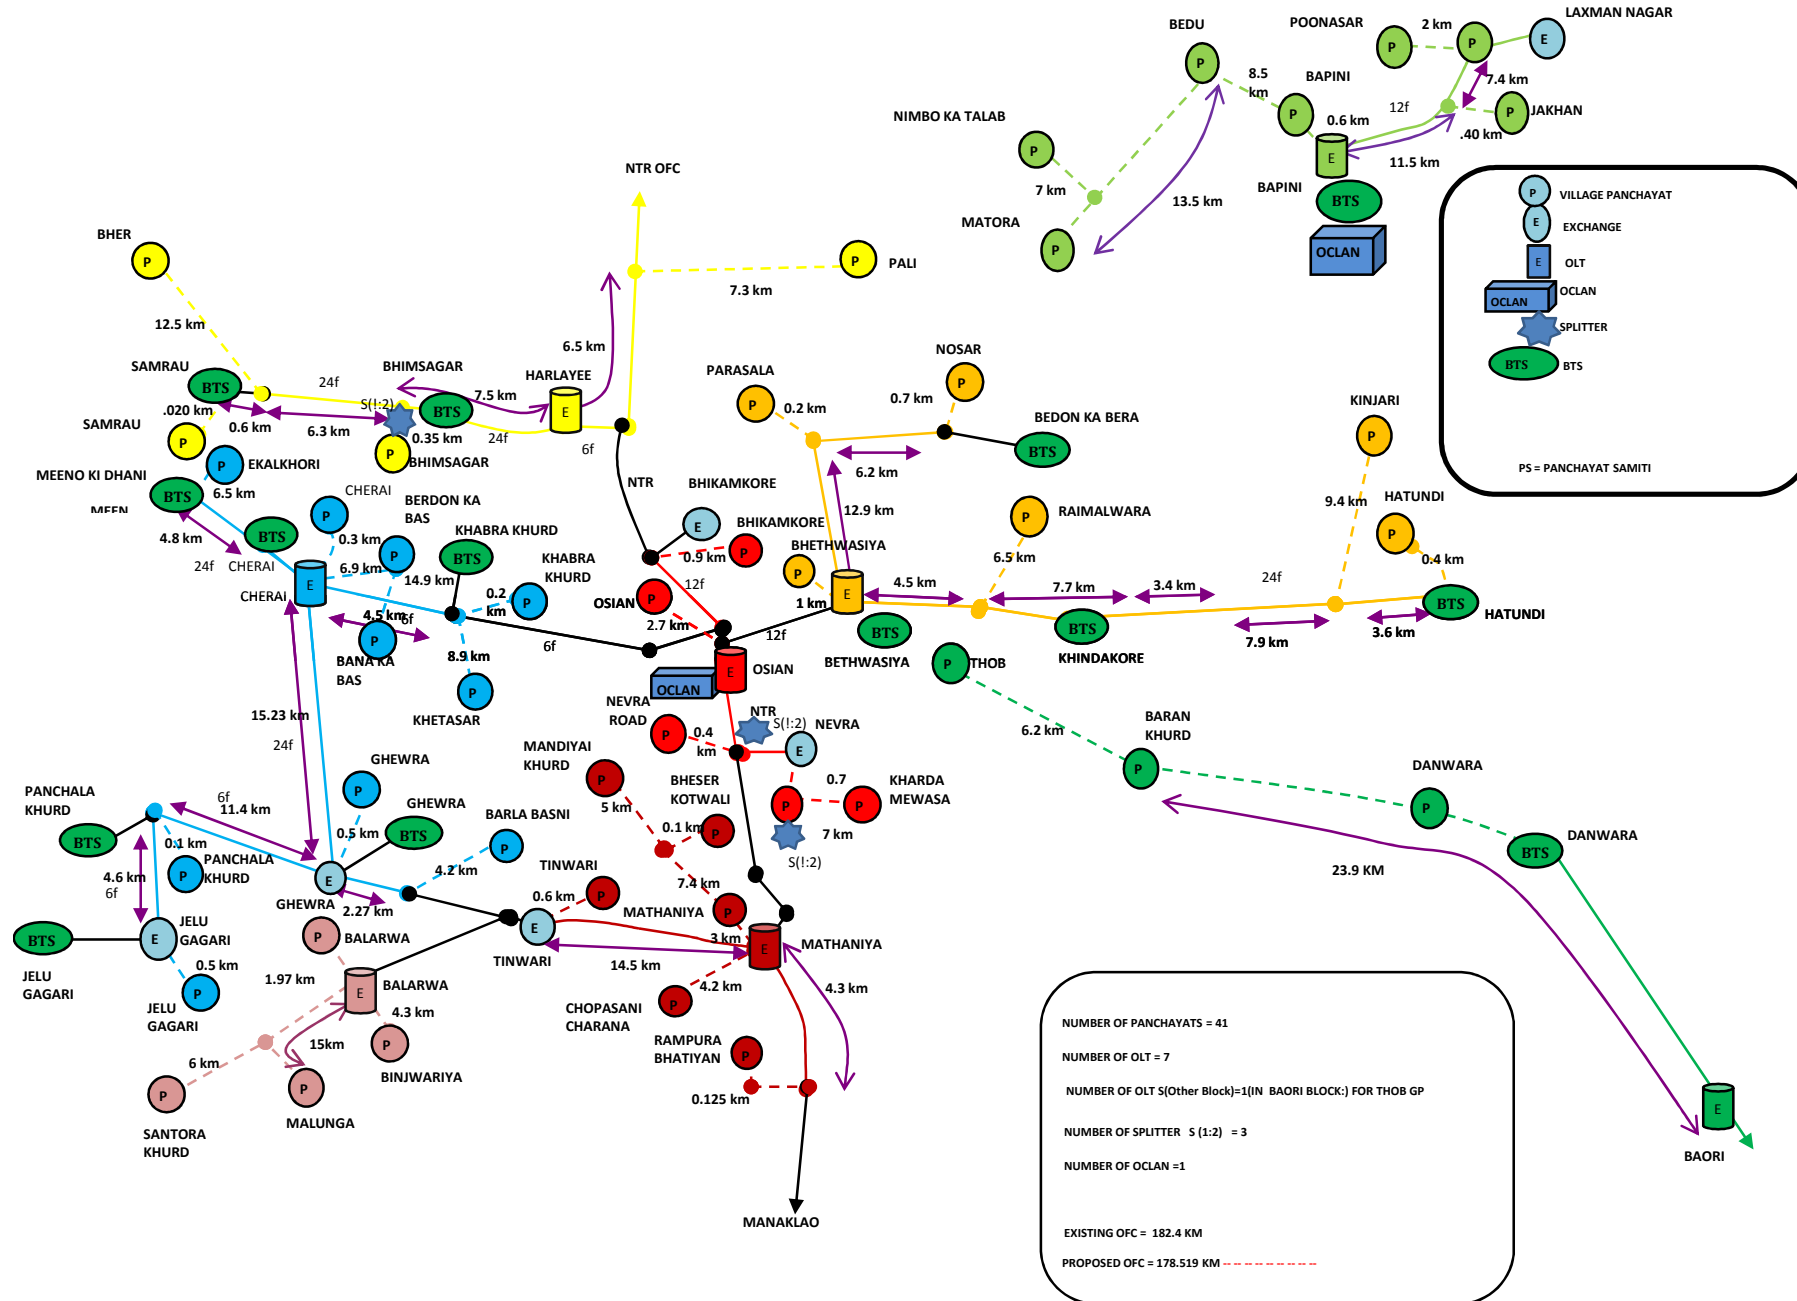 LAXMAN NAGAR
POONASAR
2 km
P
P
E
BEDU
P
8.5
km
BAPINI
P
7.4 km
12f
P
JAKHAN
.40 km
0.6 km
E
11.5 km
BAPINI
BTS
OCLAN
NIMBO KA TALAB
P
7 km
MATORA
P
13.5 km
P
VILLAGE PANCHAYAT
E
EXCHANGE
E
OLT
OCLAN
OCLAN
SPLITTER
BTS
BTS
PS = PANCHAYAT SAMITI
NTR OFC
BHER
P
12.5 km
P
PALI
7.3 km
6.5 km
SAMRAU
BTS
24f
BHIMSAGAR
7.5 km
HARLAYEE
E
S(!:2)
BTS
.020 km
0.6 km
6.3 km
0.35 km
24f
6f
SAMRAU
P
P
BHIMSAGAR
P
EKALKHORI
MEENO KI DHANI
BTS
6.5 km
MEEN
4.8 km
24f
BTS
CHERAI
CHERAI
P
0.3 km
BERDON KA
BAS
P
6.9 km
E
CHERAI
14.9 km
KHABRA KHURD
BTS
KHABRA
KHURD
0.2
km
P
4.5 km
6f
P
BANA KA
BAS
8.9 km
P
KHETASAR
6f
NTR
BHIKAMKORE
E
BHIKAMKORE
P
0.9 km
12f
OSIAN
P
2.7 km
12f
E
OSIAN
OCLAN
PARASALA
P
0.2 km
NOSAR
P
0.7 km
BEDON KA BERA
BTS
6.2 km
12.9 km
BHETHWASIYA
P
1 km
E
4.5 km
BTS
BETHWASIYA
RAIMALWARA
P
6.5 km
7.7 km
3.4 km
24f
BTS
KHINDAKORE
KINJARI
P
9.4 km
HATUNDI
P
0.4 km
BTS
HATUNDI
7.9 km
3.6 km
P
THOB
6.2 km
BARAN
KHURD
P
DANWARA
P
BTS
DANWARA
23.9 KM
E
BAORI
NEVRA
ROAD
P
0.4
km
NTR
S(!:2)
NEVRA
E
P
0.7
P
KHARDA
MEWASA
7 km
S(!:2)
MANDIYAI
KHURD
P
5 km
BHESER
KOTWALI
0.1 km
P
7.4 km
MATHANIYA
P
3 km
E
MATHANIYA
15.23 km
24f
GHEWRA
P
GHEWRA
BTS
0.5 km
E
GHEWRA
PANCHALA
KHURD
BTS
6f
11.4 km
0.1 km
P
PANCHALA
KHURD
4.6 km
6f
BTS
JELU
GAGARI
E
JELU
GAGARI
0.5 km
P
JELU
GAGARI
BARLA BASNI
P
4.2 km
2.27 km
TINWARI
P
0.6 km
E
TINWARI
14.5 km
4.2 km
P
CHOPASANI
CHARANA
4.3 km
RAMPURA
BHATIYAN
P
0.125 km
MANAKLAO
P
BALARWA
1.97 km
E
BALARWA
4.3 km
P
BINJWARIYA
15km
6 km
P
SANTORA
KHURD
P
MALUNGA
NUMBER OF PANCHAYATS = 41
NUMBER OF OLT = 7
NUMBER OF OLT S(Other Block)=1(IN BAORI BLOCK:) FOR THOB GP
NUMBER OF SPLITTER S (1:2) = 3
NUMBER OF OCLAN =1
EXISTING OFC = 182.4 KM
PROPOSED OFC = 178.519 KM